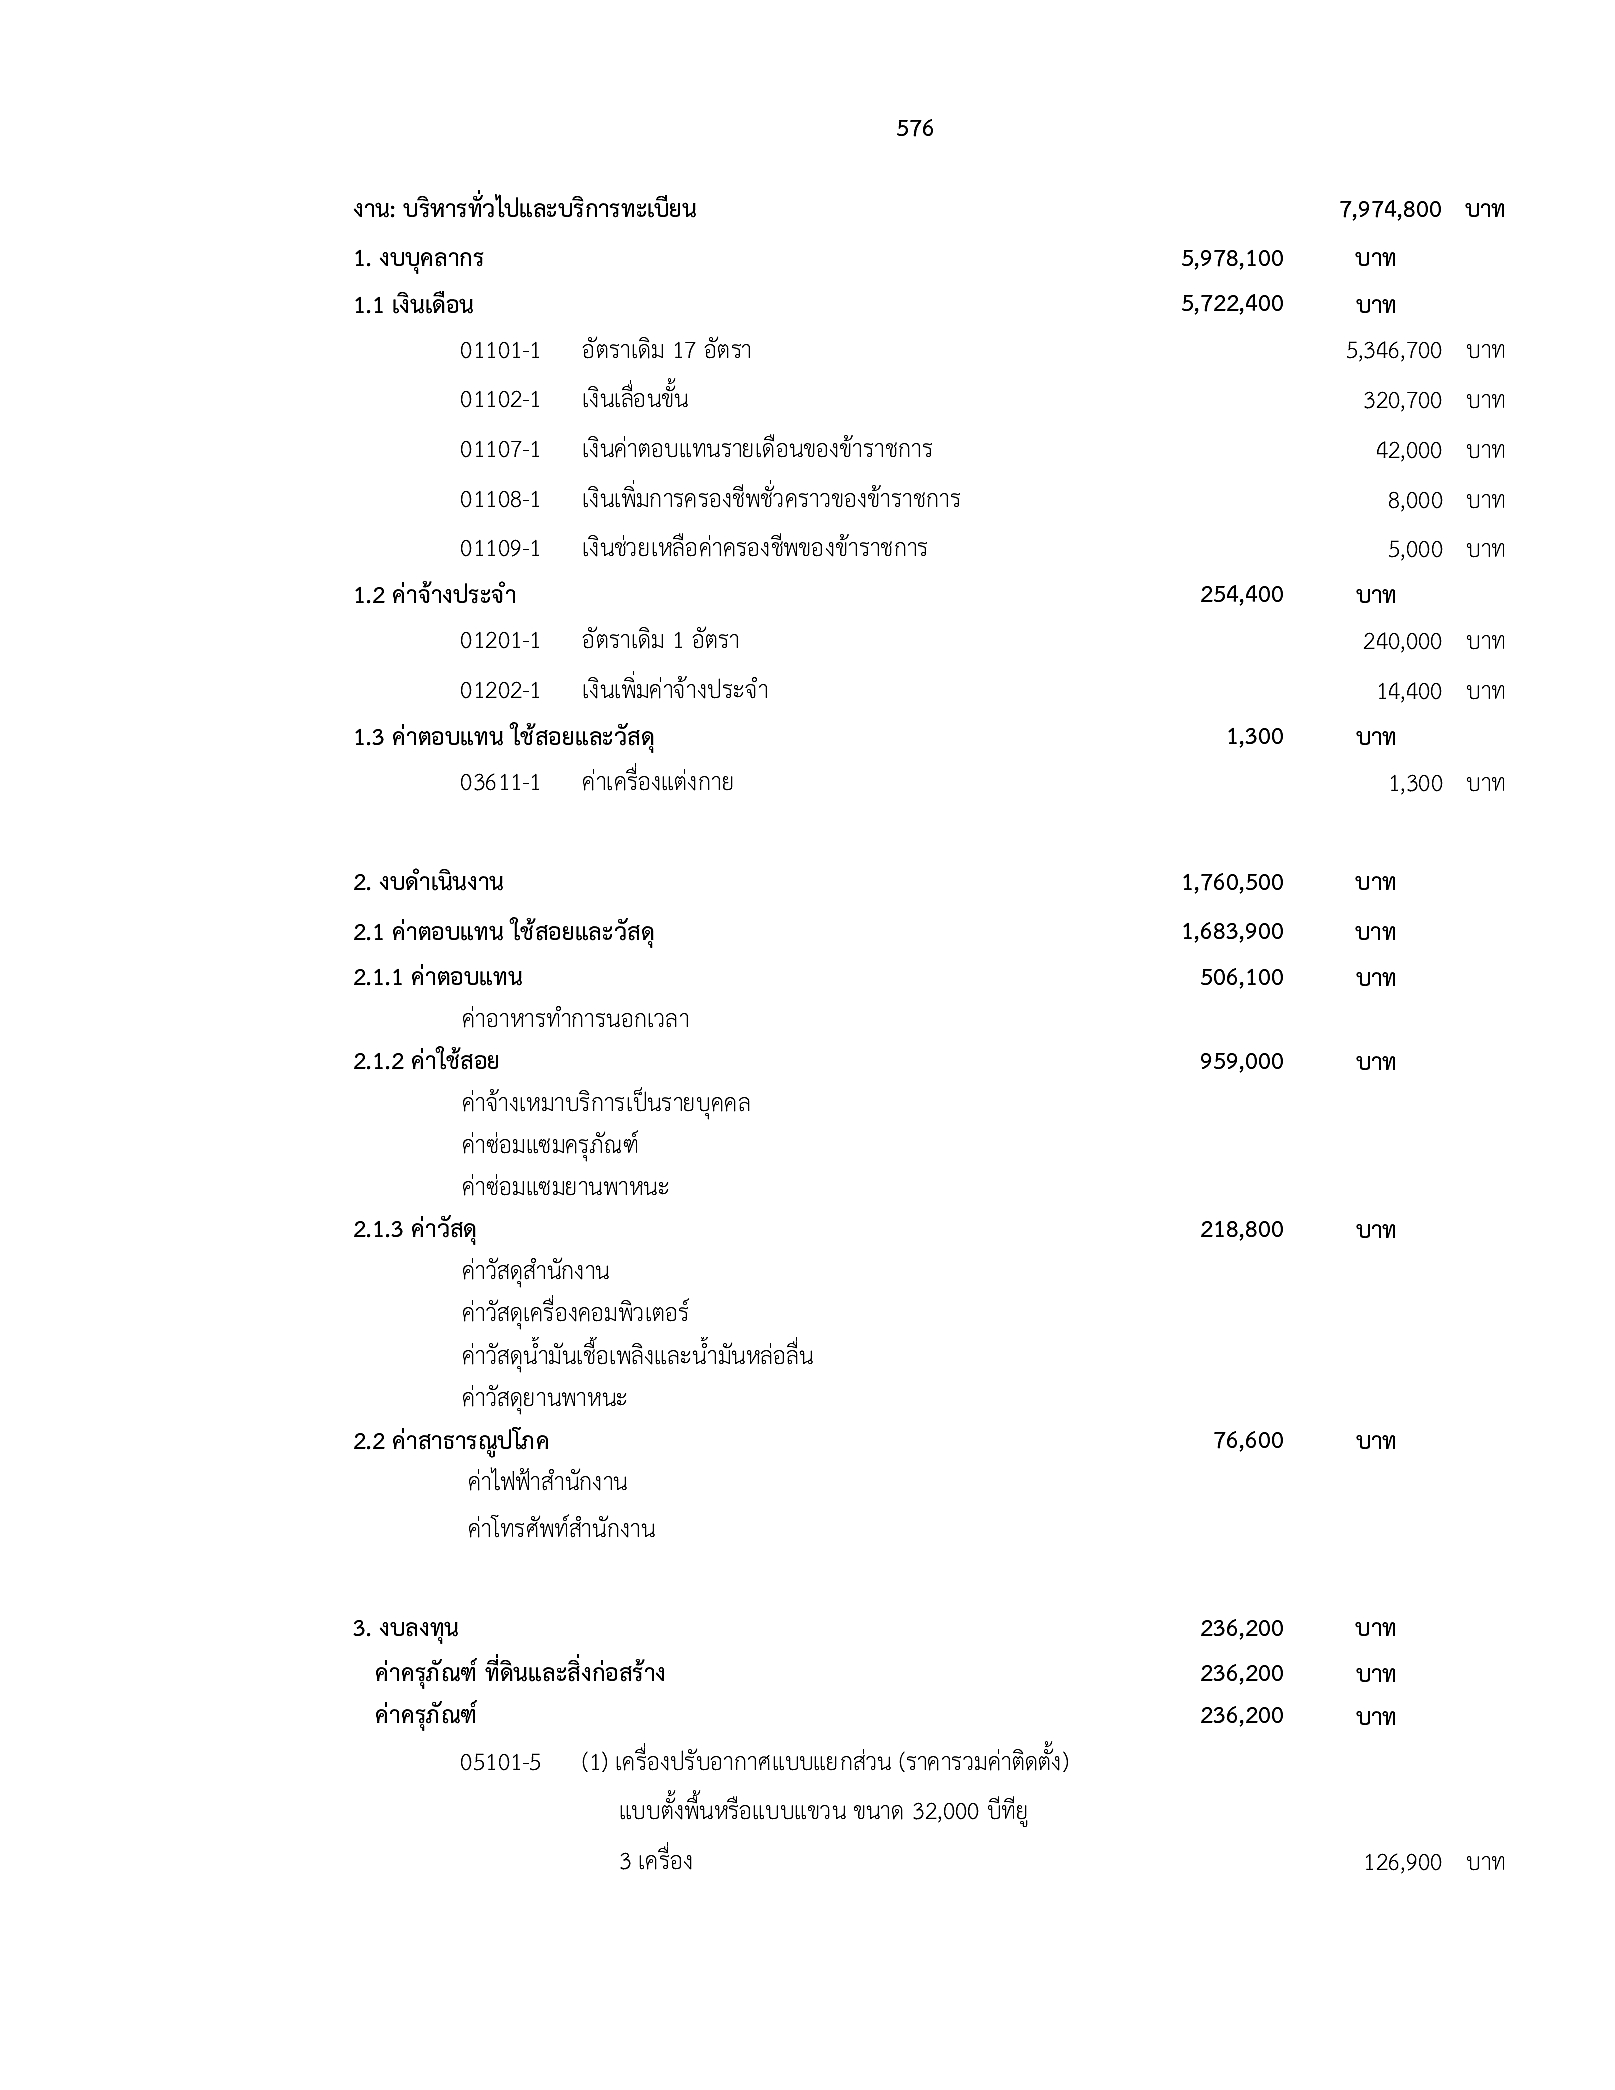 576
งาน: บริหารทั่วไปและบริการทะเบียน 7,974,800 บาท
1. งบบุคลากร 5,978,100 บาท
1.1 เงินเดือน 5,722,400 บาท
01101-1 อัตราเดิม 17 อัตรา 5,346,700 บาท
01102-1 เงินเลื่อนขั้น 320,700 บาท
01107-1 เงินค่าตอบแทนรายเดือนของข้าราชการ 42,000 บาท
01108-1 เงินเพิ่มการครองชีพชั่วคราวของข้าราชการ 8,000 บาท
01109-1 เงินช่วยเหลือค่าครองชีพของข้าราชการ 5,000 บาท
1.2 ค่าจ้างประจำ 254,400 บาท
01201-1 อัตราเดิม 1 อัตรา 240,000 บาท
01202-1 เงินเพิ่มค่าจ้างประจำ 14,400 บาท
1.3 ค่าตอบแทน ใช้สอยและวัสดุ 1,300 บาท
03611-1 ค่าเครื่องแต่งกาย 1,300 บาท
2. งบดำเนินงาน 1,760,500 บาท
2.1 ค่าตอบแทน ใช้สอยและวัสดุ 1,683,900 บาท
2.1.1 ค่าตอบแทน 506,100 บาท
ค่าอาหารทำการนอกเวลา
2.1.2 ค่าใช้สอย 959,000 บาท
ค่าจ้างเหมาบริการเป็นรายบุคคล
ค่าซ่อมแซมครุภัณฑ์
ค่าซ่อมแซมยานพาหนะ
2.1.3 ค่าวัสดุ 218,800 บาท
ค่าวัสดุสำนักงาน
ค่าวัสดุเครื่องคอมพิวเตอร์
ค่าวัสดุน้ำมันเชื้อเพลิงและน้ำมันหล่อลื่น
ค่าวัสดุยานพาหนะ
2.2 ค่าสาธารณูปโภค 76,600 บาท
ค่าไฟฟ้าสำนักงาน
ค่าโทรศัพท์สำนักงาน
3. งบลงทุน 236,200 บาท
ค่าครุภัณฑ์ ที่ดินและสิ่งก่อสร้าง 236,200 บาท
ค่าครุภัณฑ์ 236,200 บาท
05101-5 (1) เครื่องปรับอากาศแบบแยกส่วน (ราคารวมค่าติดตั้ง)
แบบตั้งพื้นหรือแบบแขวน ขนาด 32,000 บีทียู
3 เครื่อง 126,900 บาท